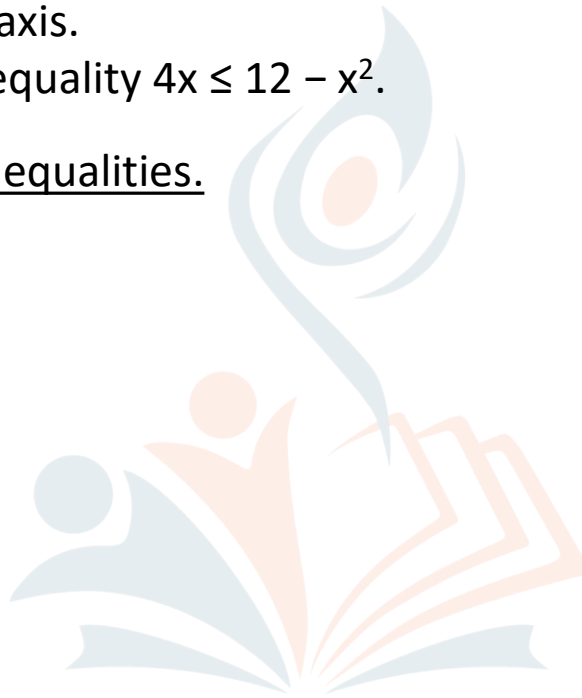 axis.
equality 4x ≤ 12 − x².
equalities.